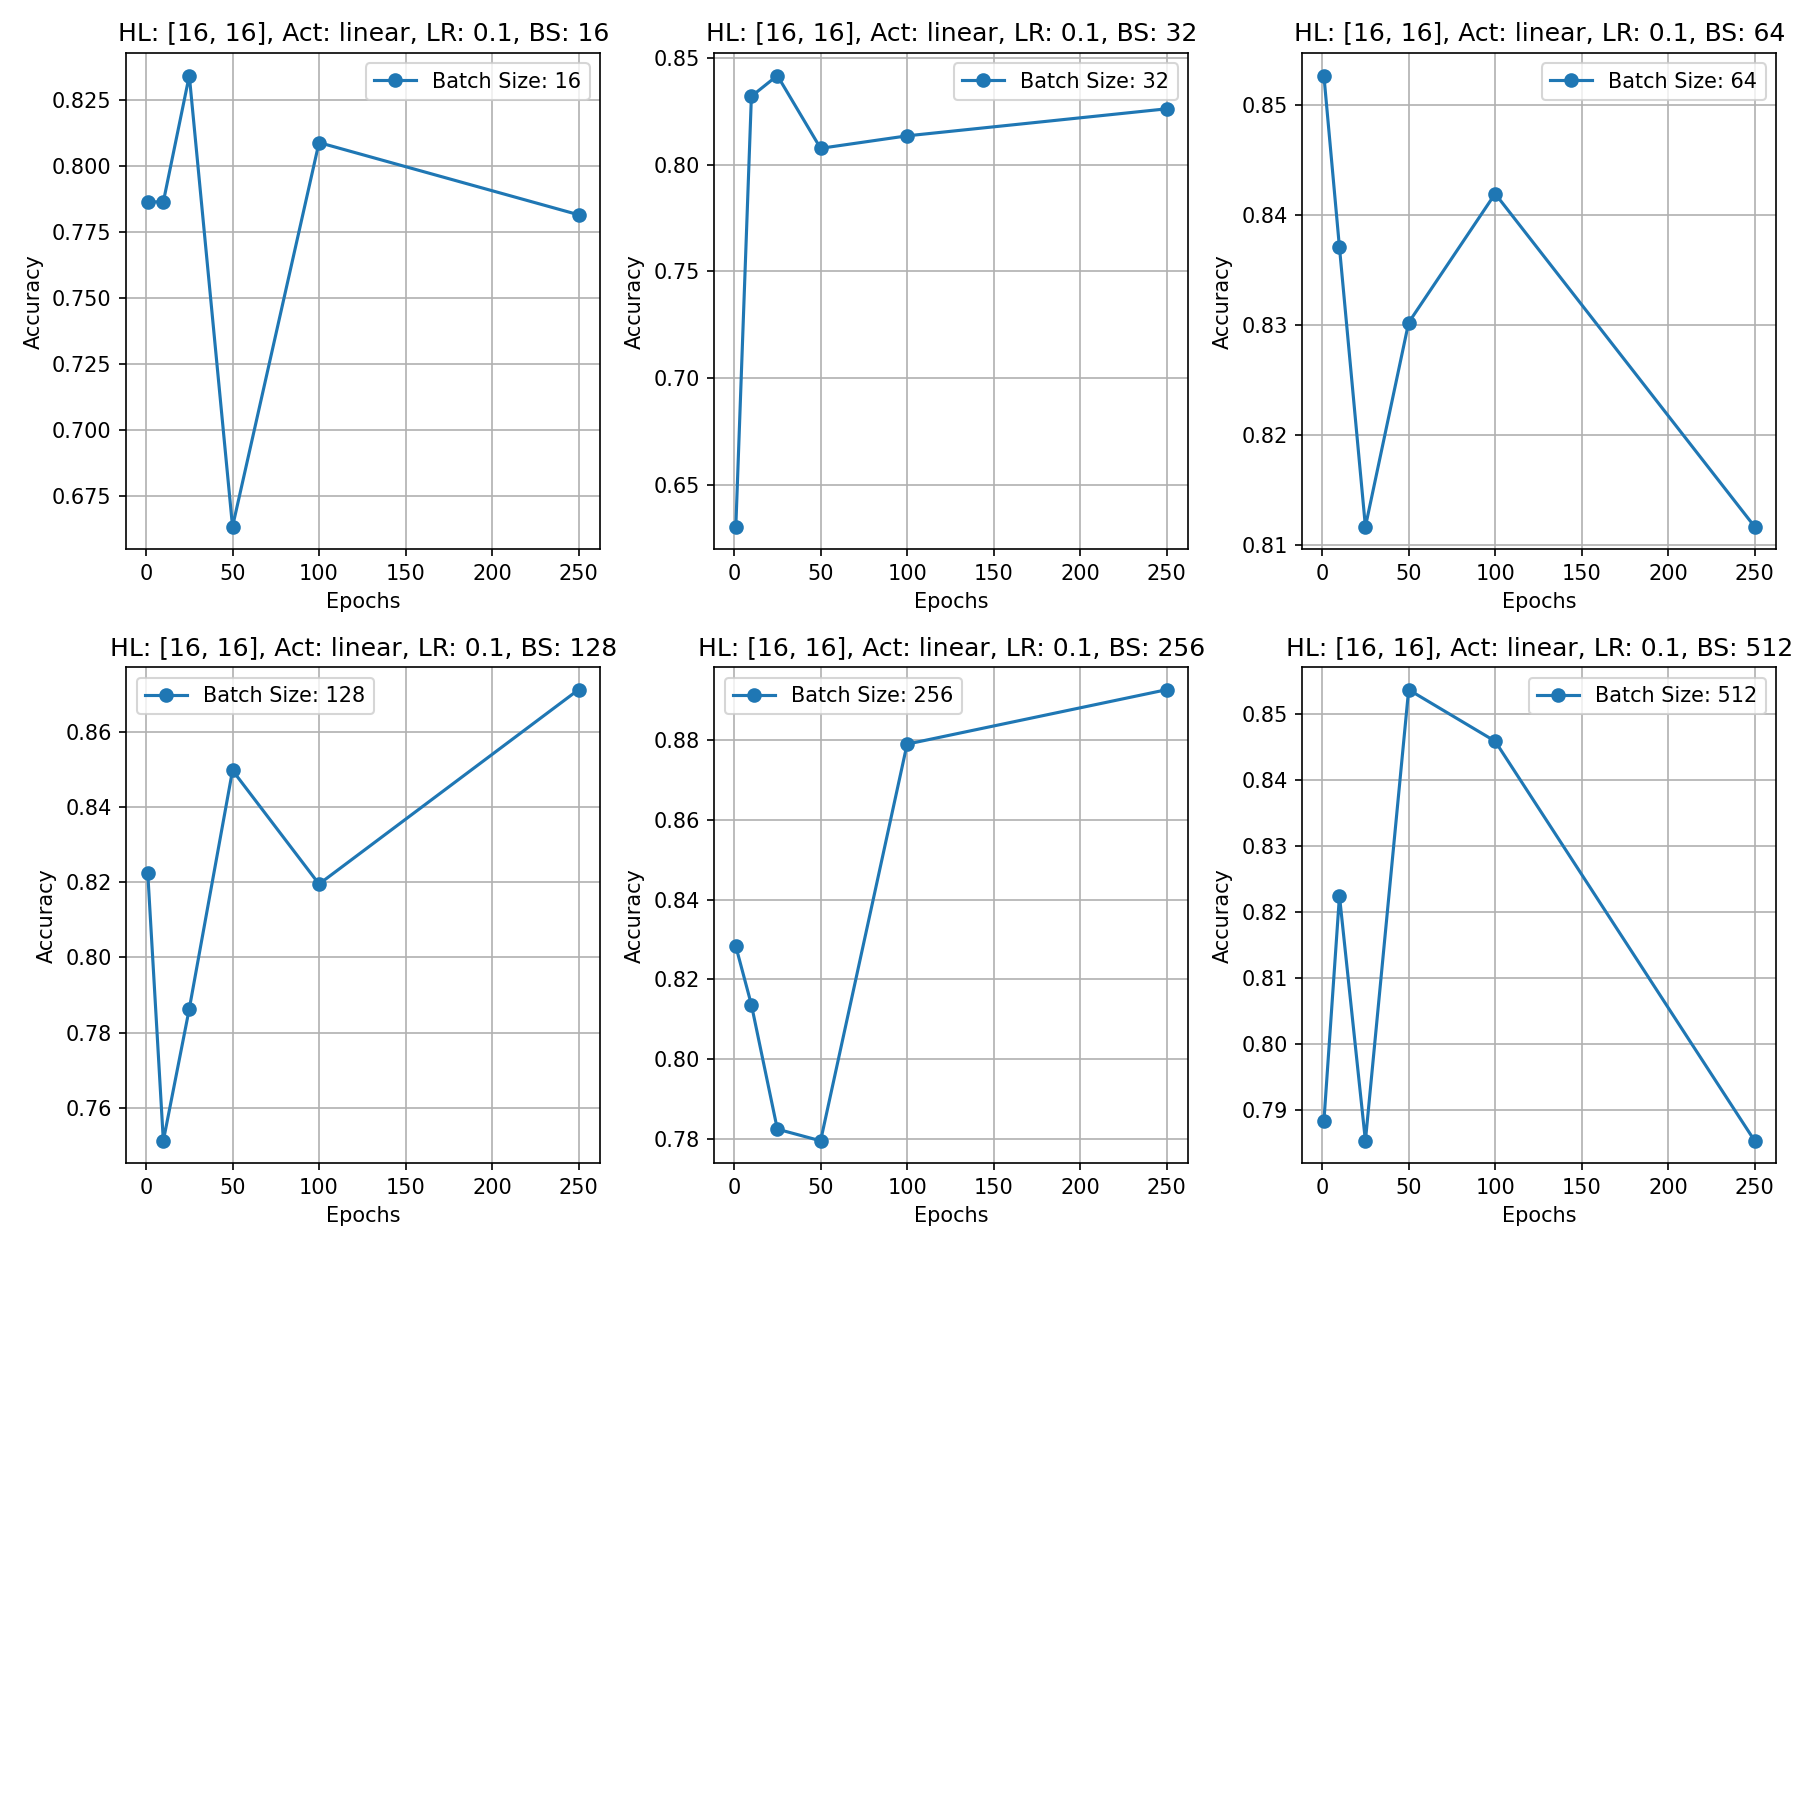 HL: [16, 16], Act: linear, LR: 0.1, BS: 16
Batch Size: 16
0.825
0.800
0.775
0.750
0.725
0.700
0.675
Accuracy
0 50 100 150 200 250
Epochs
HL: [16, 16], Act: linear, LR: 0.1, BS: 32
Batch Size: 32
0.85
0.80
0.75
0.70
0.65
Accuracy
0 50 100 150 200 250
Epochs
HL: [16, 16], Act: linear, LR: 0.1, BS: 64
Batch Size: 64
0.85
0.84
0.83
0.82
0.81
Accuracy
0 50 100 150 200 250
Epochs
HL: [16, 16], Act: linear, LR: 0.1, BS: 128
Batch Size: 128
0.86
0.84
0.82
0.80
0.78
0.76
Accuracy
0 50 100 150 200 250
Epochs
HL: [16, 16], Act: linear, LR: 0.1, BS: 256
Batch Size: 256
0.88
0.86
0.84
0.82
0.80
0.78
Accuracy
0 50 100 150 200 250
Epochs
HL: [16, 16], Act: linear, LR: 0.1, BS: 512
Batch Size: 512
0.85
0.84
0.83
0.82
0.81
0.80
0.79
Accuracy
0 50 100 150 200 250
Epochs